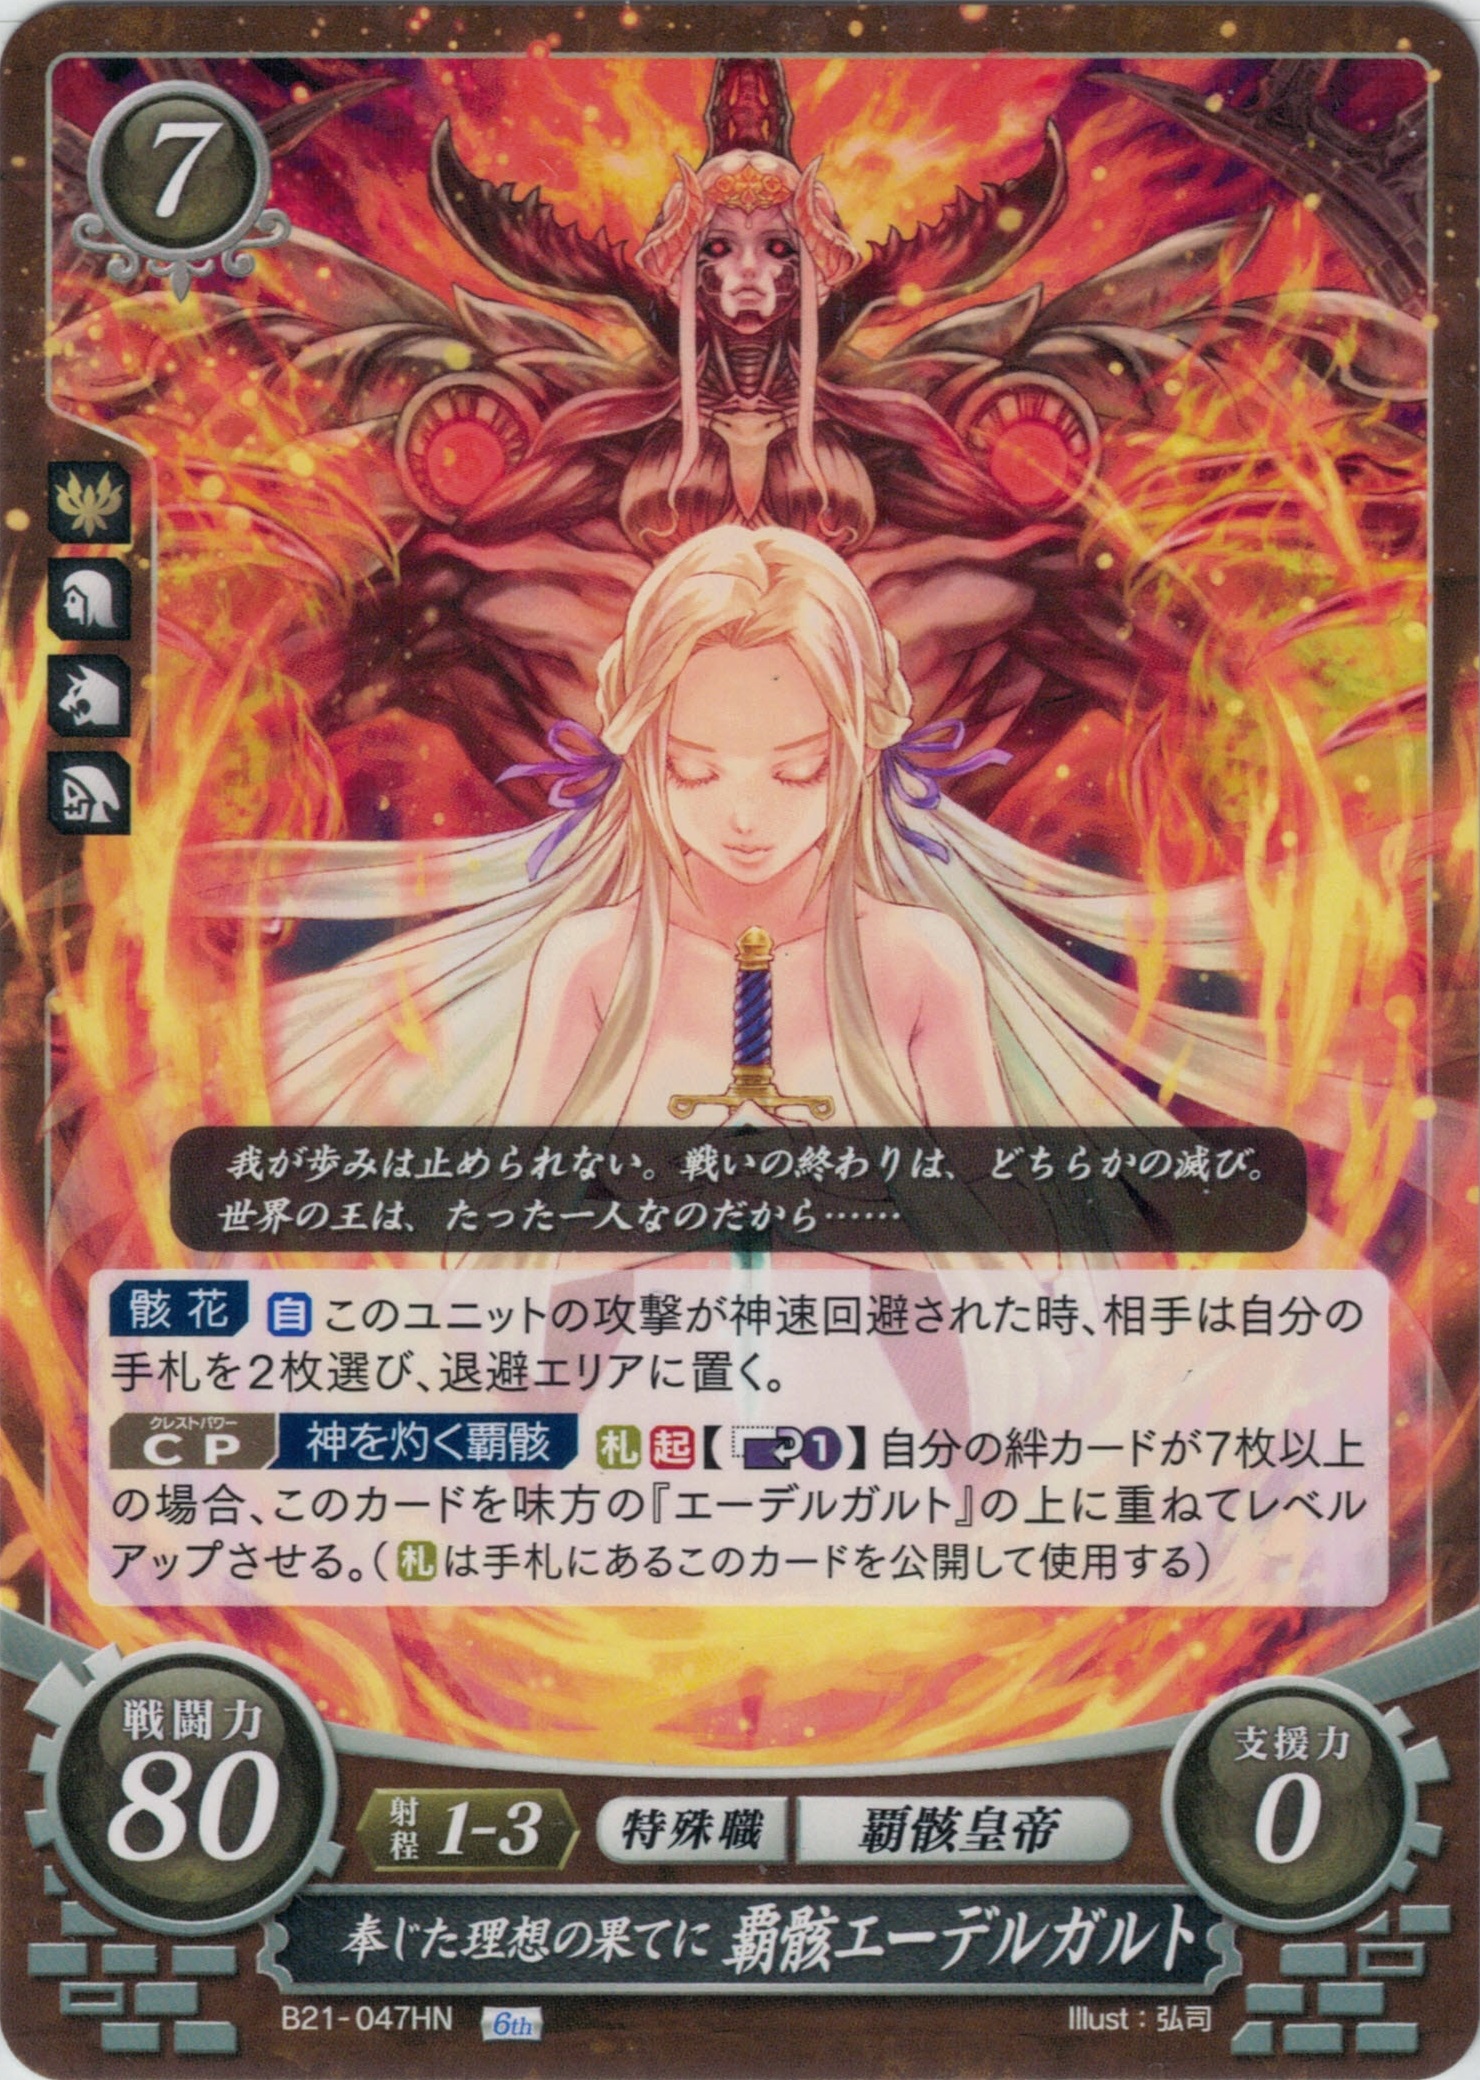 7
我が歩みは止められない。戦いの終わりは、どちらかの滅び。
世界の王は、たった一人なのだから……
骸花 自 このユニットの攻撃が神速回避された時、相手は自分の
手札を2枚選び、退避エリアに置く。
クレストパワー
CP 神を灼く覇骸 札 起【 1】自分の絆カードが7枚以上
の場合、このカードを味方の『エーデルガルト』の上に重ねてレベル
アップさせる。（札は手札にあるこのカードを公開して使用する）
戦闘力
80
射程 1-3
特殊職 覇骸皇帝
支援力
0
奉じた理想の果てに 覇骸エーデルガルト
B21-047HN 6th
Illust：弘司